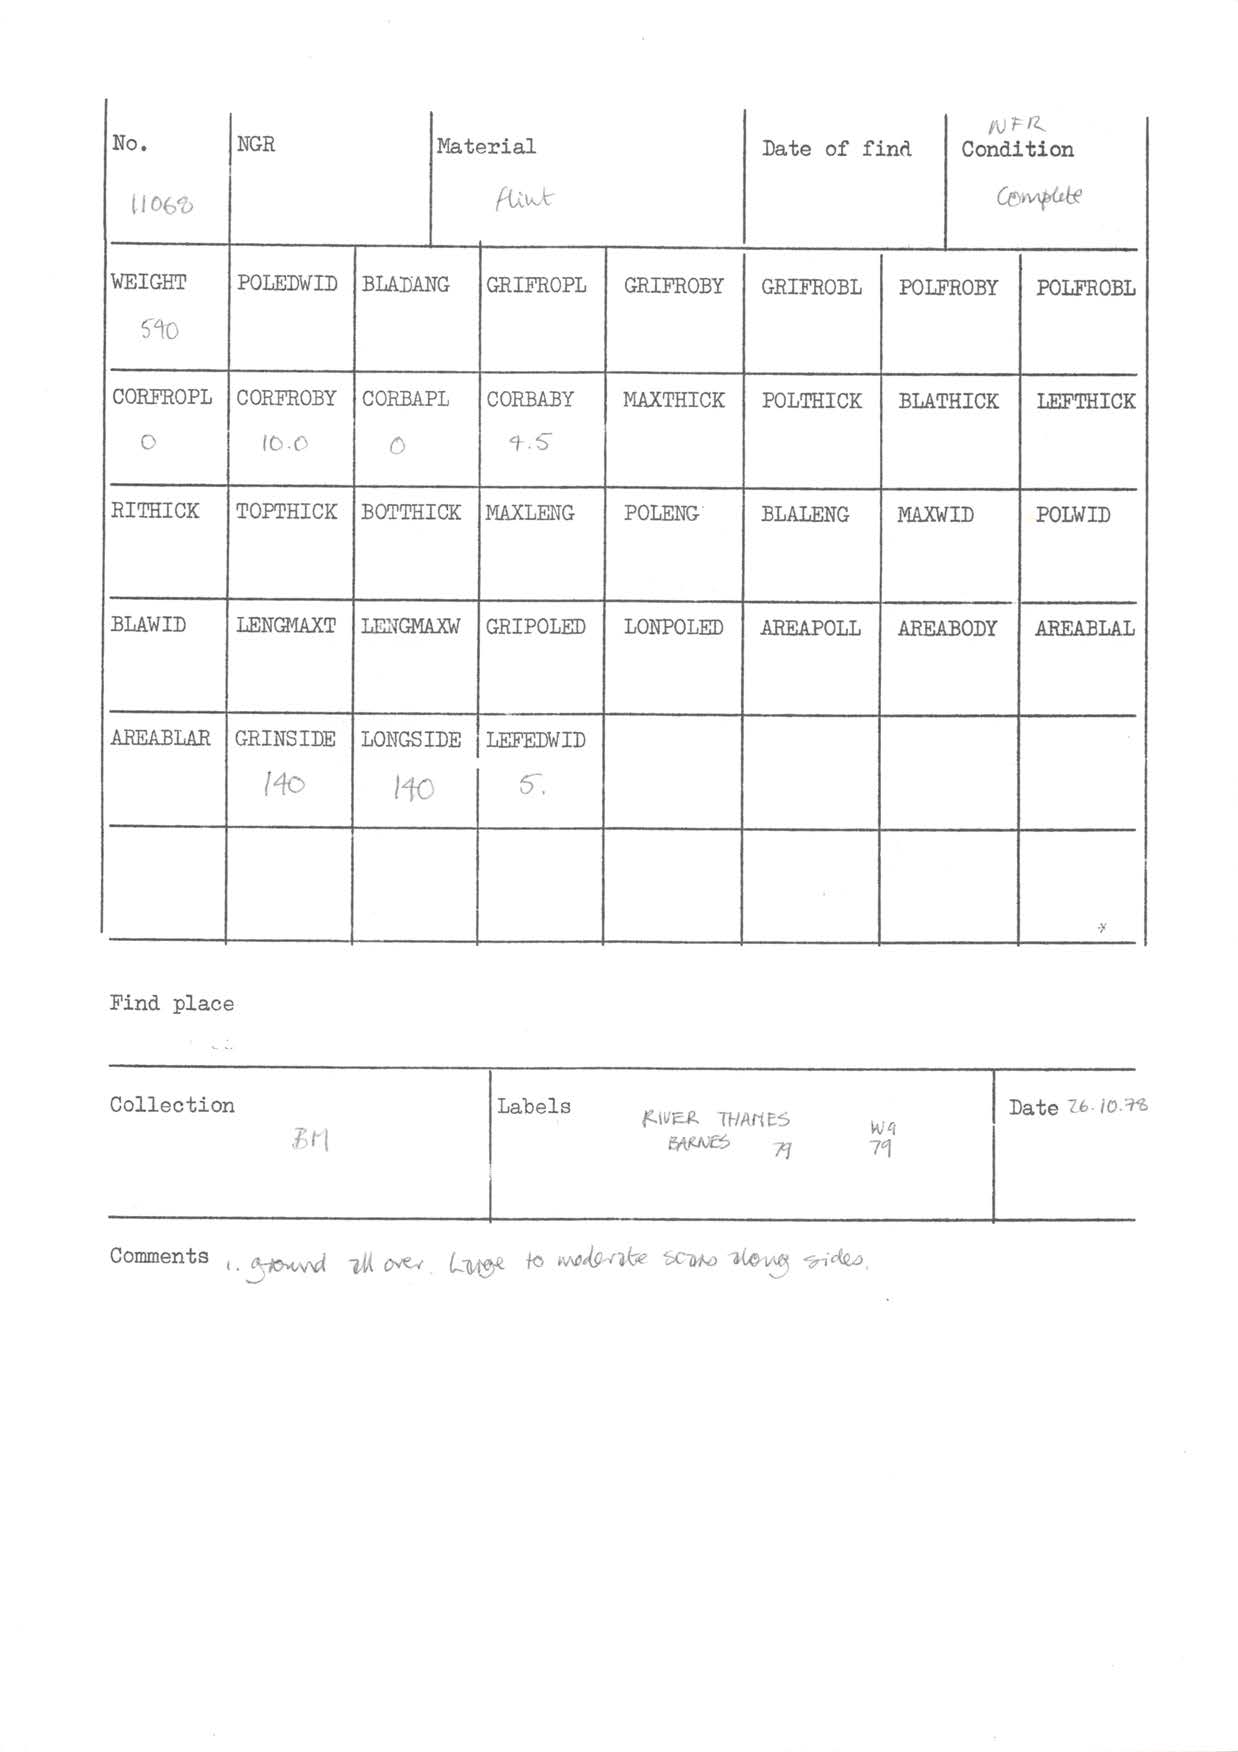 NFR
No. NGR Material Date of find Condition
11068 flint Complete
WEIGHT POLEDWID BLADANG GRIFROPL GRIFROBY GRIFROBL POLFROBY POLFROBL
590
CORFROPL CORFROBY CORBAPL CORBABY MAXTHICK POLTHICK BLATHICK LEFTHICK
0 10.0 0 4.5
RITHICK TOPTHICK BOTTHICK MAXLENG POLENG BLALENG MAXWID POLWID
BLAWID LENGMAXT LENGMAXW GRIPOLED LONPOLED AREAPOLL AREABODY AREABLAL
AREABLAR GRINSIDE LONGSIDE LEFEDWID
140 140 5.
Find place
Collection Labels Date 26.10.78
RIVER THAMES WG
BM BARNES 79 79
Comments 1. ground all over. Large to moderate scars along sides.